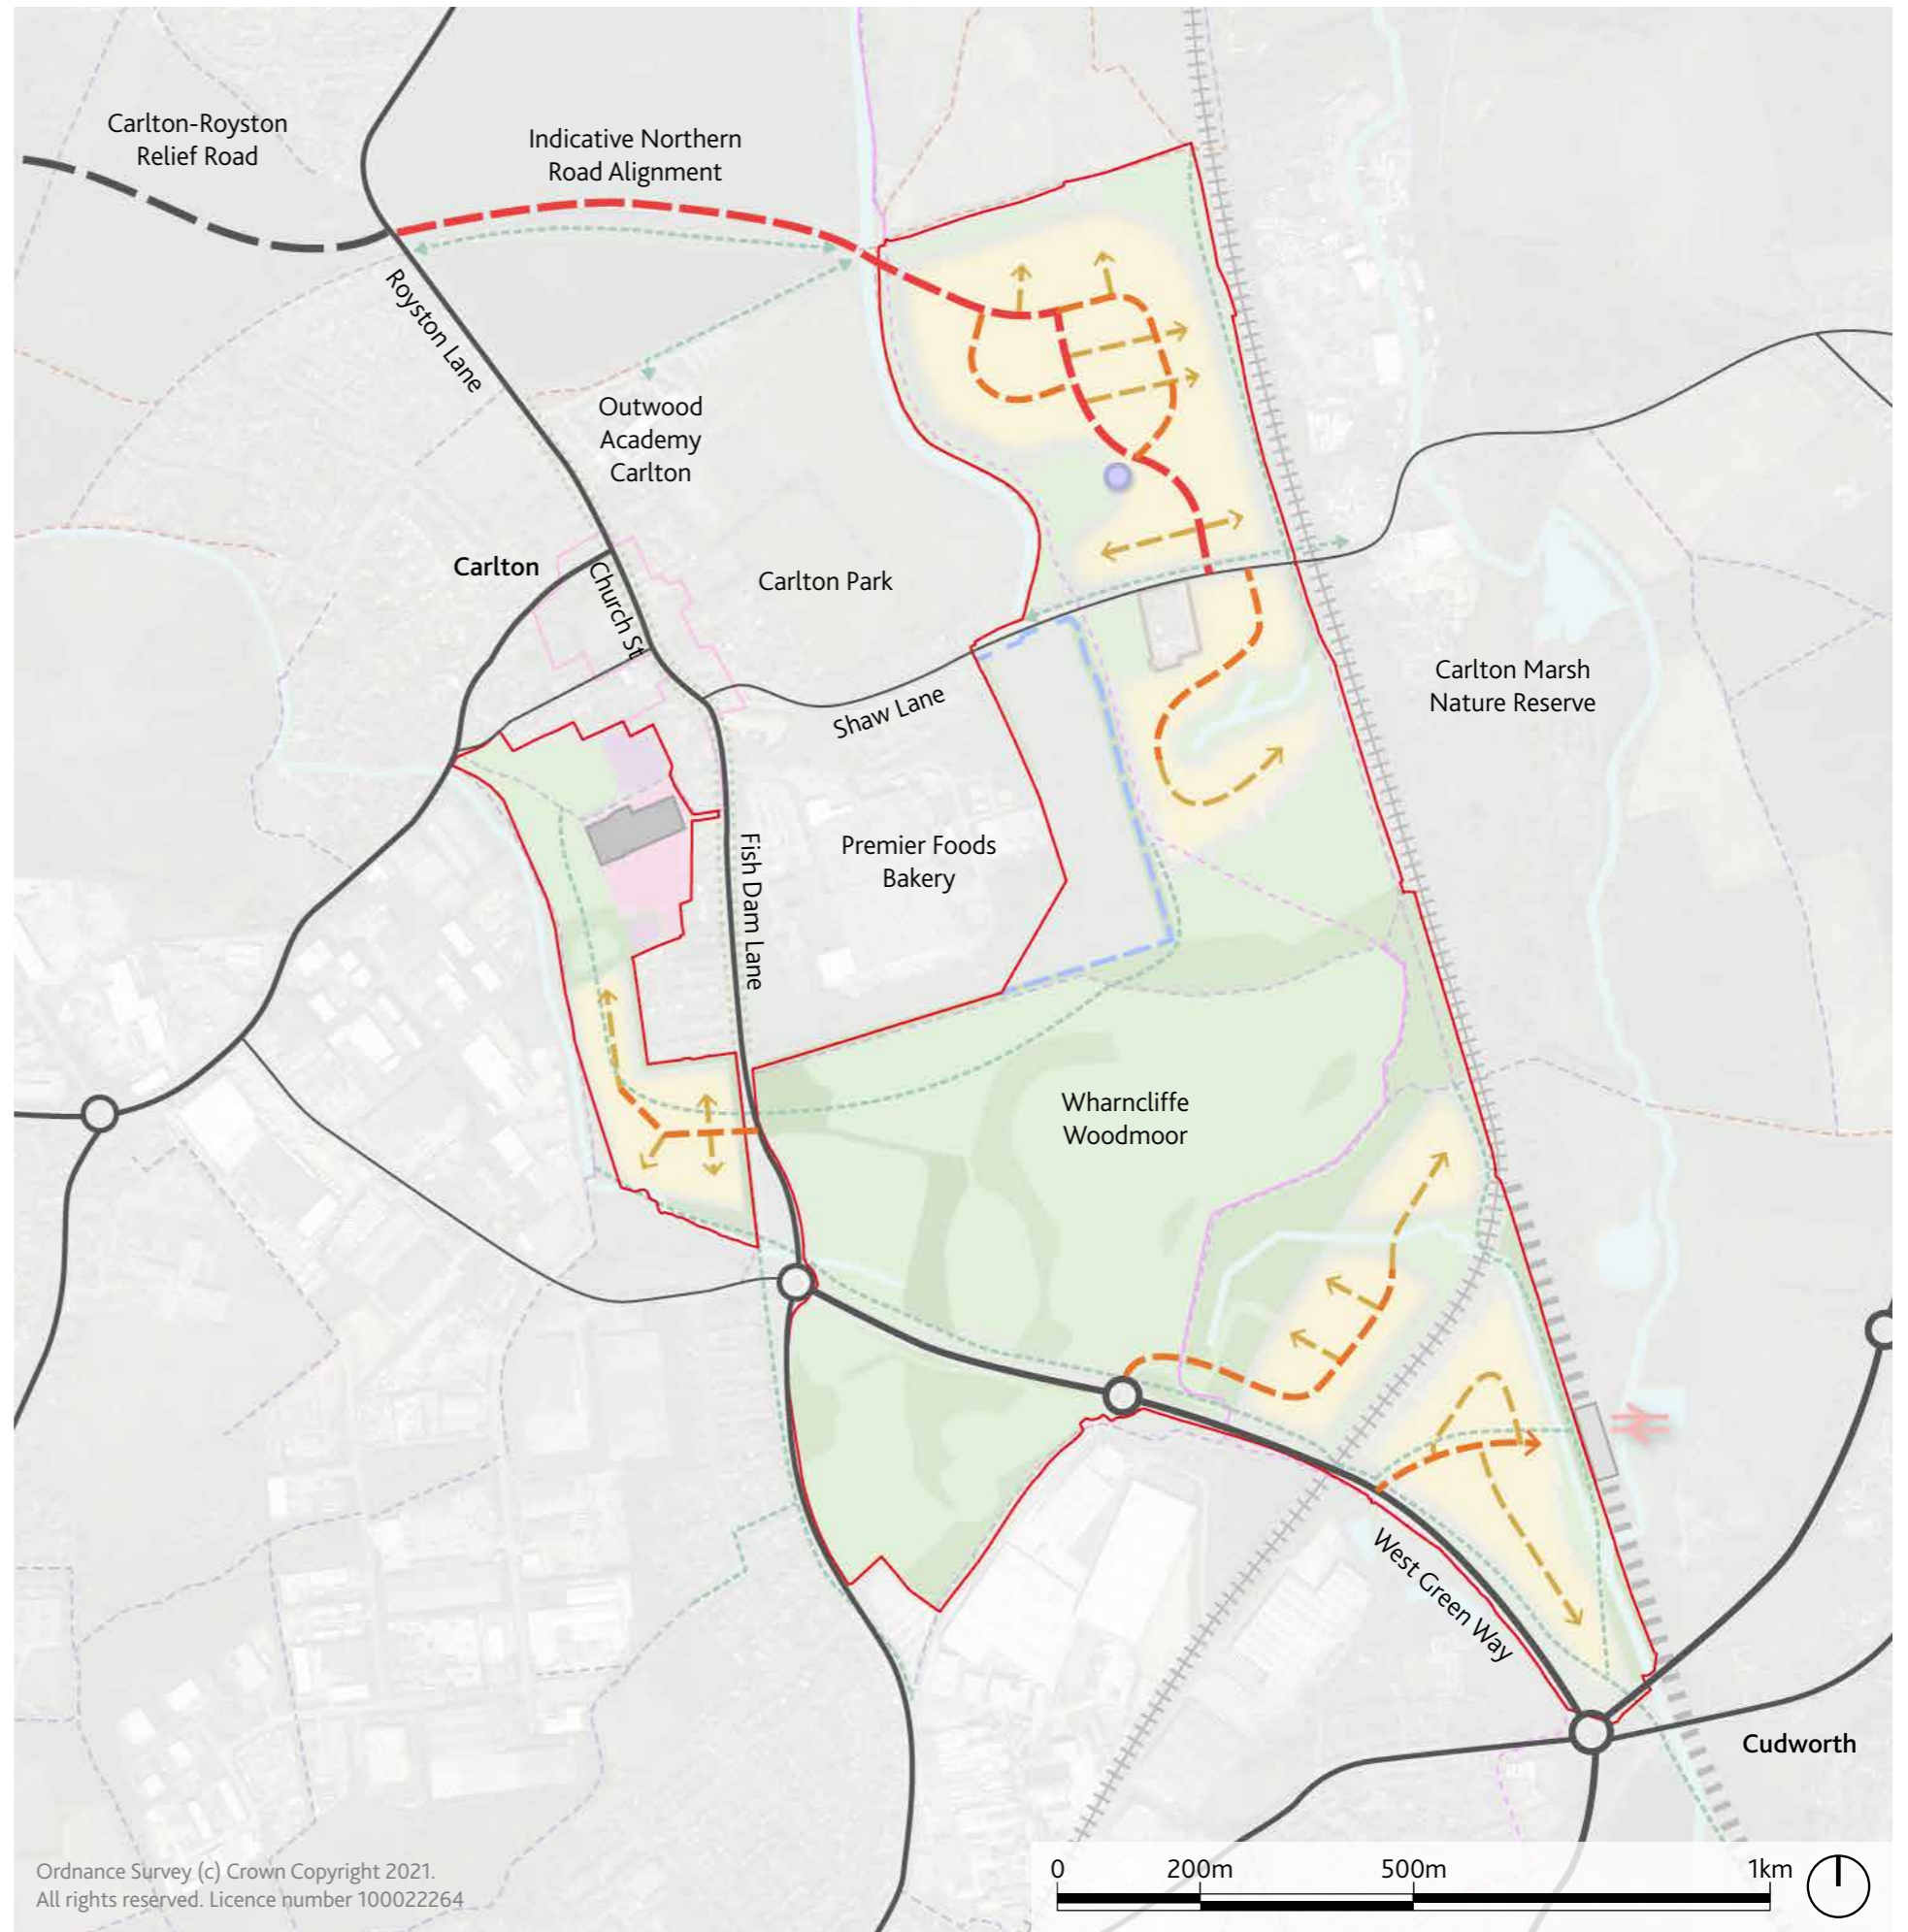 Carlton-Royston
Relief Road
Indicative Northern
Road Alignment
Royston Lane
Outwood
Academy
Carlton
Carlton
Church St
Carlton Park
Shaw Lane
Carlton Marsh
Nature Reserve
Premier Foods
Bakery
Fish Dam Lane
Wharncliffe
Woodmoor
West Green Way
Cudworth
0 200m 500m 1km
Ordnance Survey (c) Crown Copyright 2021.
All rights reserved. Licence number 100022264